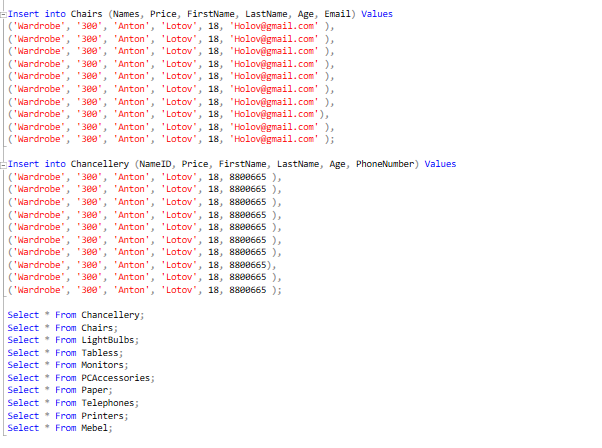 Insert into Chairs (Names, Price, FirstName, LastName, Age, Email) Values
('Wardrobe', '300', 'Anton', 'Lotov', 18, 'Holov@gmail.com' ),
('Wardrobe', '300', 'Anton', 'Lotov', 18, 'Holov@gmail.com' ),
('Wardrobe', '300', 'Anton', 'Lotov', 18, 'Holov@gmail.com' ),
('Wardrobe', '300', 'Anton', 'Lotov', 18, 'Holov@gmail.com' ),
('Wardrobe', '300', 'Anton', 'Lotov', 18, 'Holov@gmail.com' ),
('Wardrobe', '300', 'Anton', 'Lotov', 18, 'Holov@gmail.com' ),
('Wardrobe', '300', 'Anton', 'Lotov', 18, 'Holov@gmail.com' ),
('Wardrobe', '300', 'Anton', 'Lotov', 18, 'Holov@gmail.com'),
('Wardrobe', '300', 'Anton', 'Lotov', 18, 'Holov@gmail.com' ),
('Wardrobe', '300', 'Anton', 'Lotov', 18, 'Holov@gmail.com' );
Insert into Chancellery (NameID, Price, FirstName, LastName, Age, PhoneNumber) Values
('Wardrobe', '300', 'Anton', 'Lotov', 18, 8800665 ),
('Wardrobe', '300', 'Anton', 'Lotov', 18, 8800665 ),
('Wardrobe', '300', 'Anton', 'Lotov', 18, 8800665 ),
('Wardrobe', '300', 'Anton', 'Lotov', 18, 8800665 ),
('Wardrobe', '300', 'Anton', 'Lotov', 18, 8800665 ),
('Wardrobe', '300', 'Anton', 'Lotov', 18, 8800665 ),
('Wardrobe', '300', 'Anton', 'Lotov', 18, 8800665 ),
('Wardrobe', '300', 'Anton', 'Lotov', 18, 8800665),
('Wardrobe', '300', 'Anton', 'Lotov', 18, 8800665 ),
('Wardrobe', '300', 'Anton', 'Lotov', 18, 8800665 );
Select * From Chancellery;
Select * From Chairs;
Select * From LightBulbs;
Select * From Tabless;
Select * From Monitors;
Select * From PCAccessories;
Select * From Paper;
Select * From Telephones;
Select * From Printers;
Select * From Mebel;